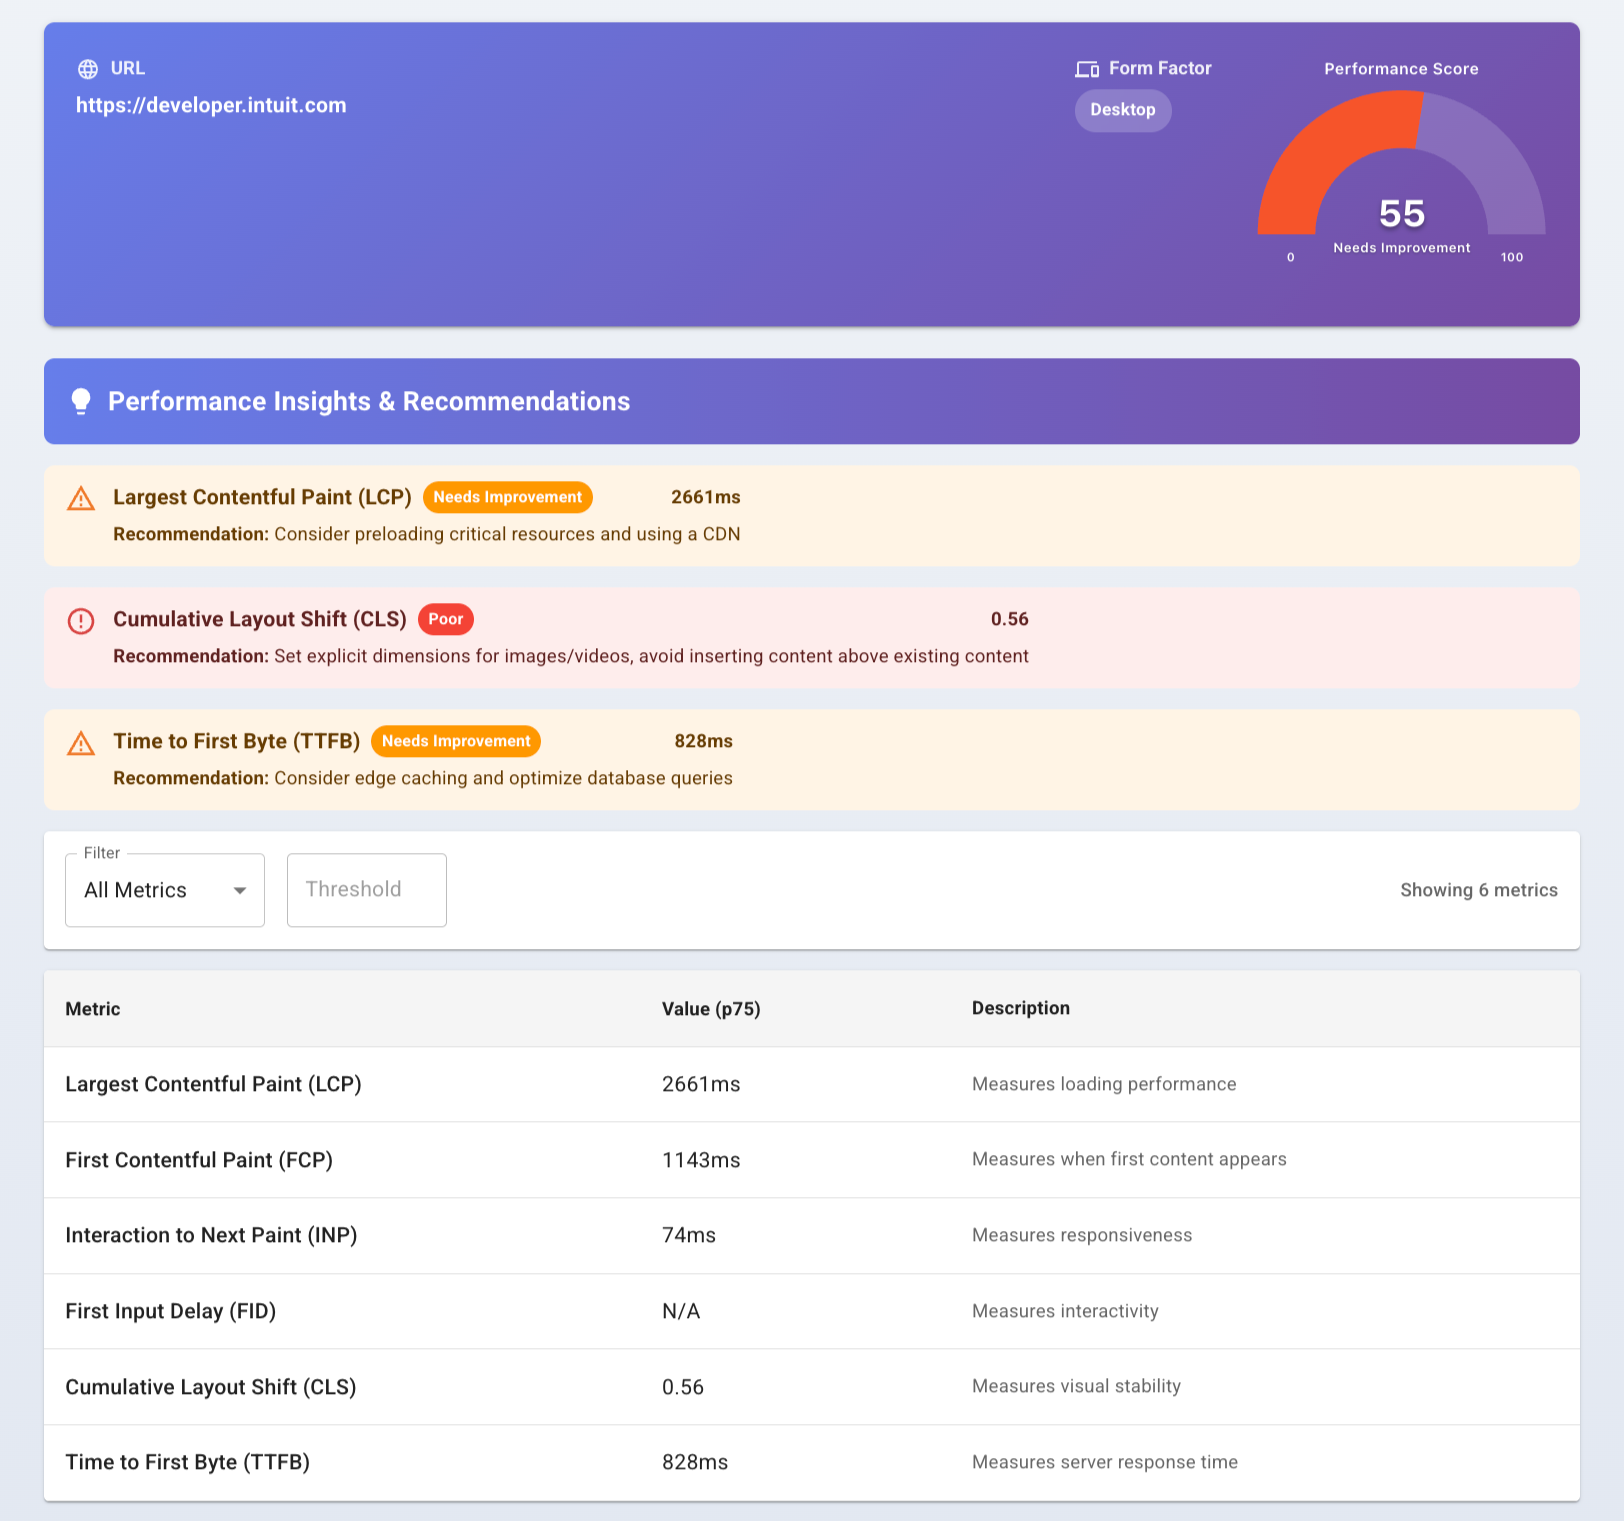 URL
https://developer.intuit.com
Form Factor
Desktop
Performance Score
55
Needs Improvement
0
100
Performance Insights & Recommendations
Largest Contentful Paint (LCP) Needs Improvement 2661ms
Recommendation: Consider preloading critical resources and using a CDN
Cumulative Layout Shift (CLS) Poor 0.56
Recommendation: Set explicit dimensions for images/videos, avoid inserting content above existing content
Time to First Byte (TTFB) Needs Improvement 828ms
Recommendation: Consider edge caching and optimize database queries
Filter
All Metrics
Threshold
Showing 6 metrics
Metric Value (p75) Description
Largest Contentful Paint (LCP) 2661ms Measures loading performance
First Contentful Paint (FCP) 1143ms Measures when first content appears
Interaction to Next Paint (INP) 74ms Measures responsiveness
First Input Delay (FID) N/A Measures interactivity
Cumulative Layout Shift (CLS) 0.56 Measures visual stability
Time to First Byte (TTFB) 828ms Measures server response time